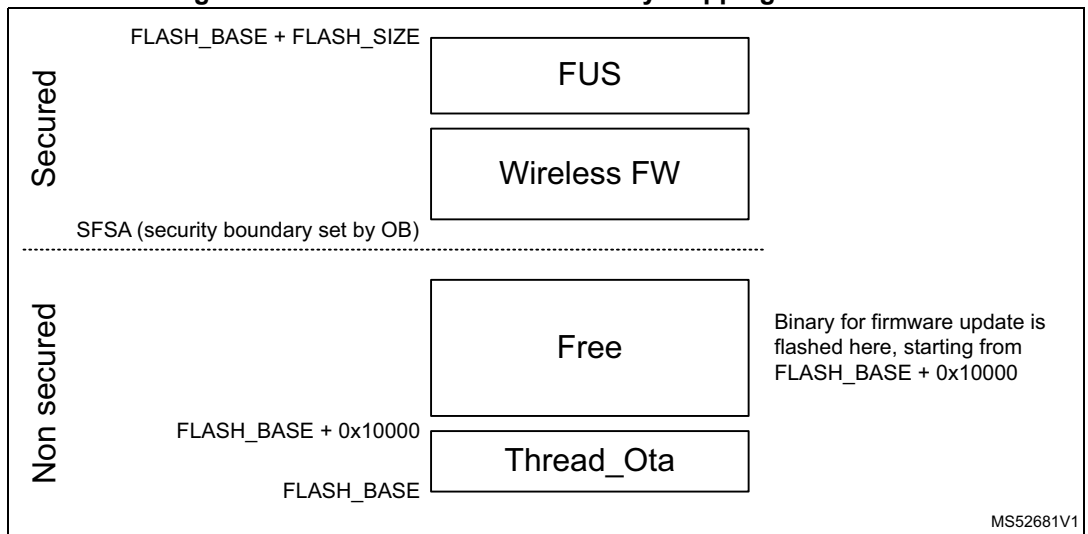 FLASH_BASE + FLASH_SIZE
FUS
Secured
Wireless FW
SFSA (security boundary set by OB)
Non secured
Free
Binary for firmware update is
flashed here, starting from
FLASH_BASE + 0x10000
FLASH_BASE + 0x10000
Thread_Ota
FLASH_BASE
MS52681V1